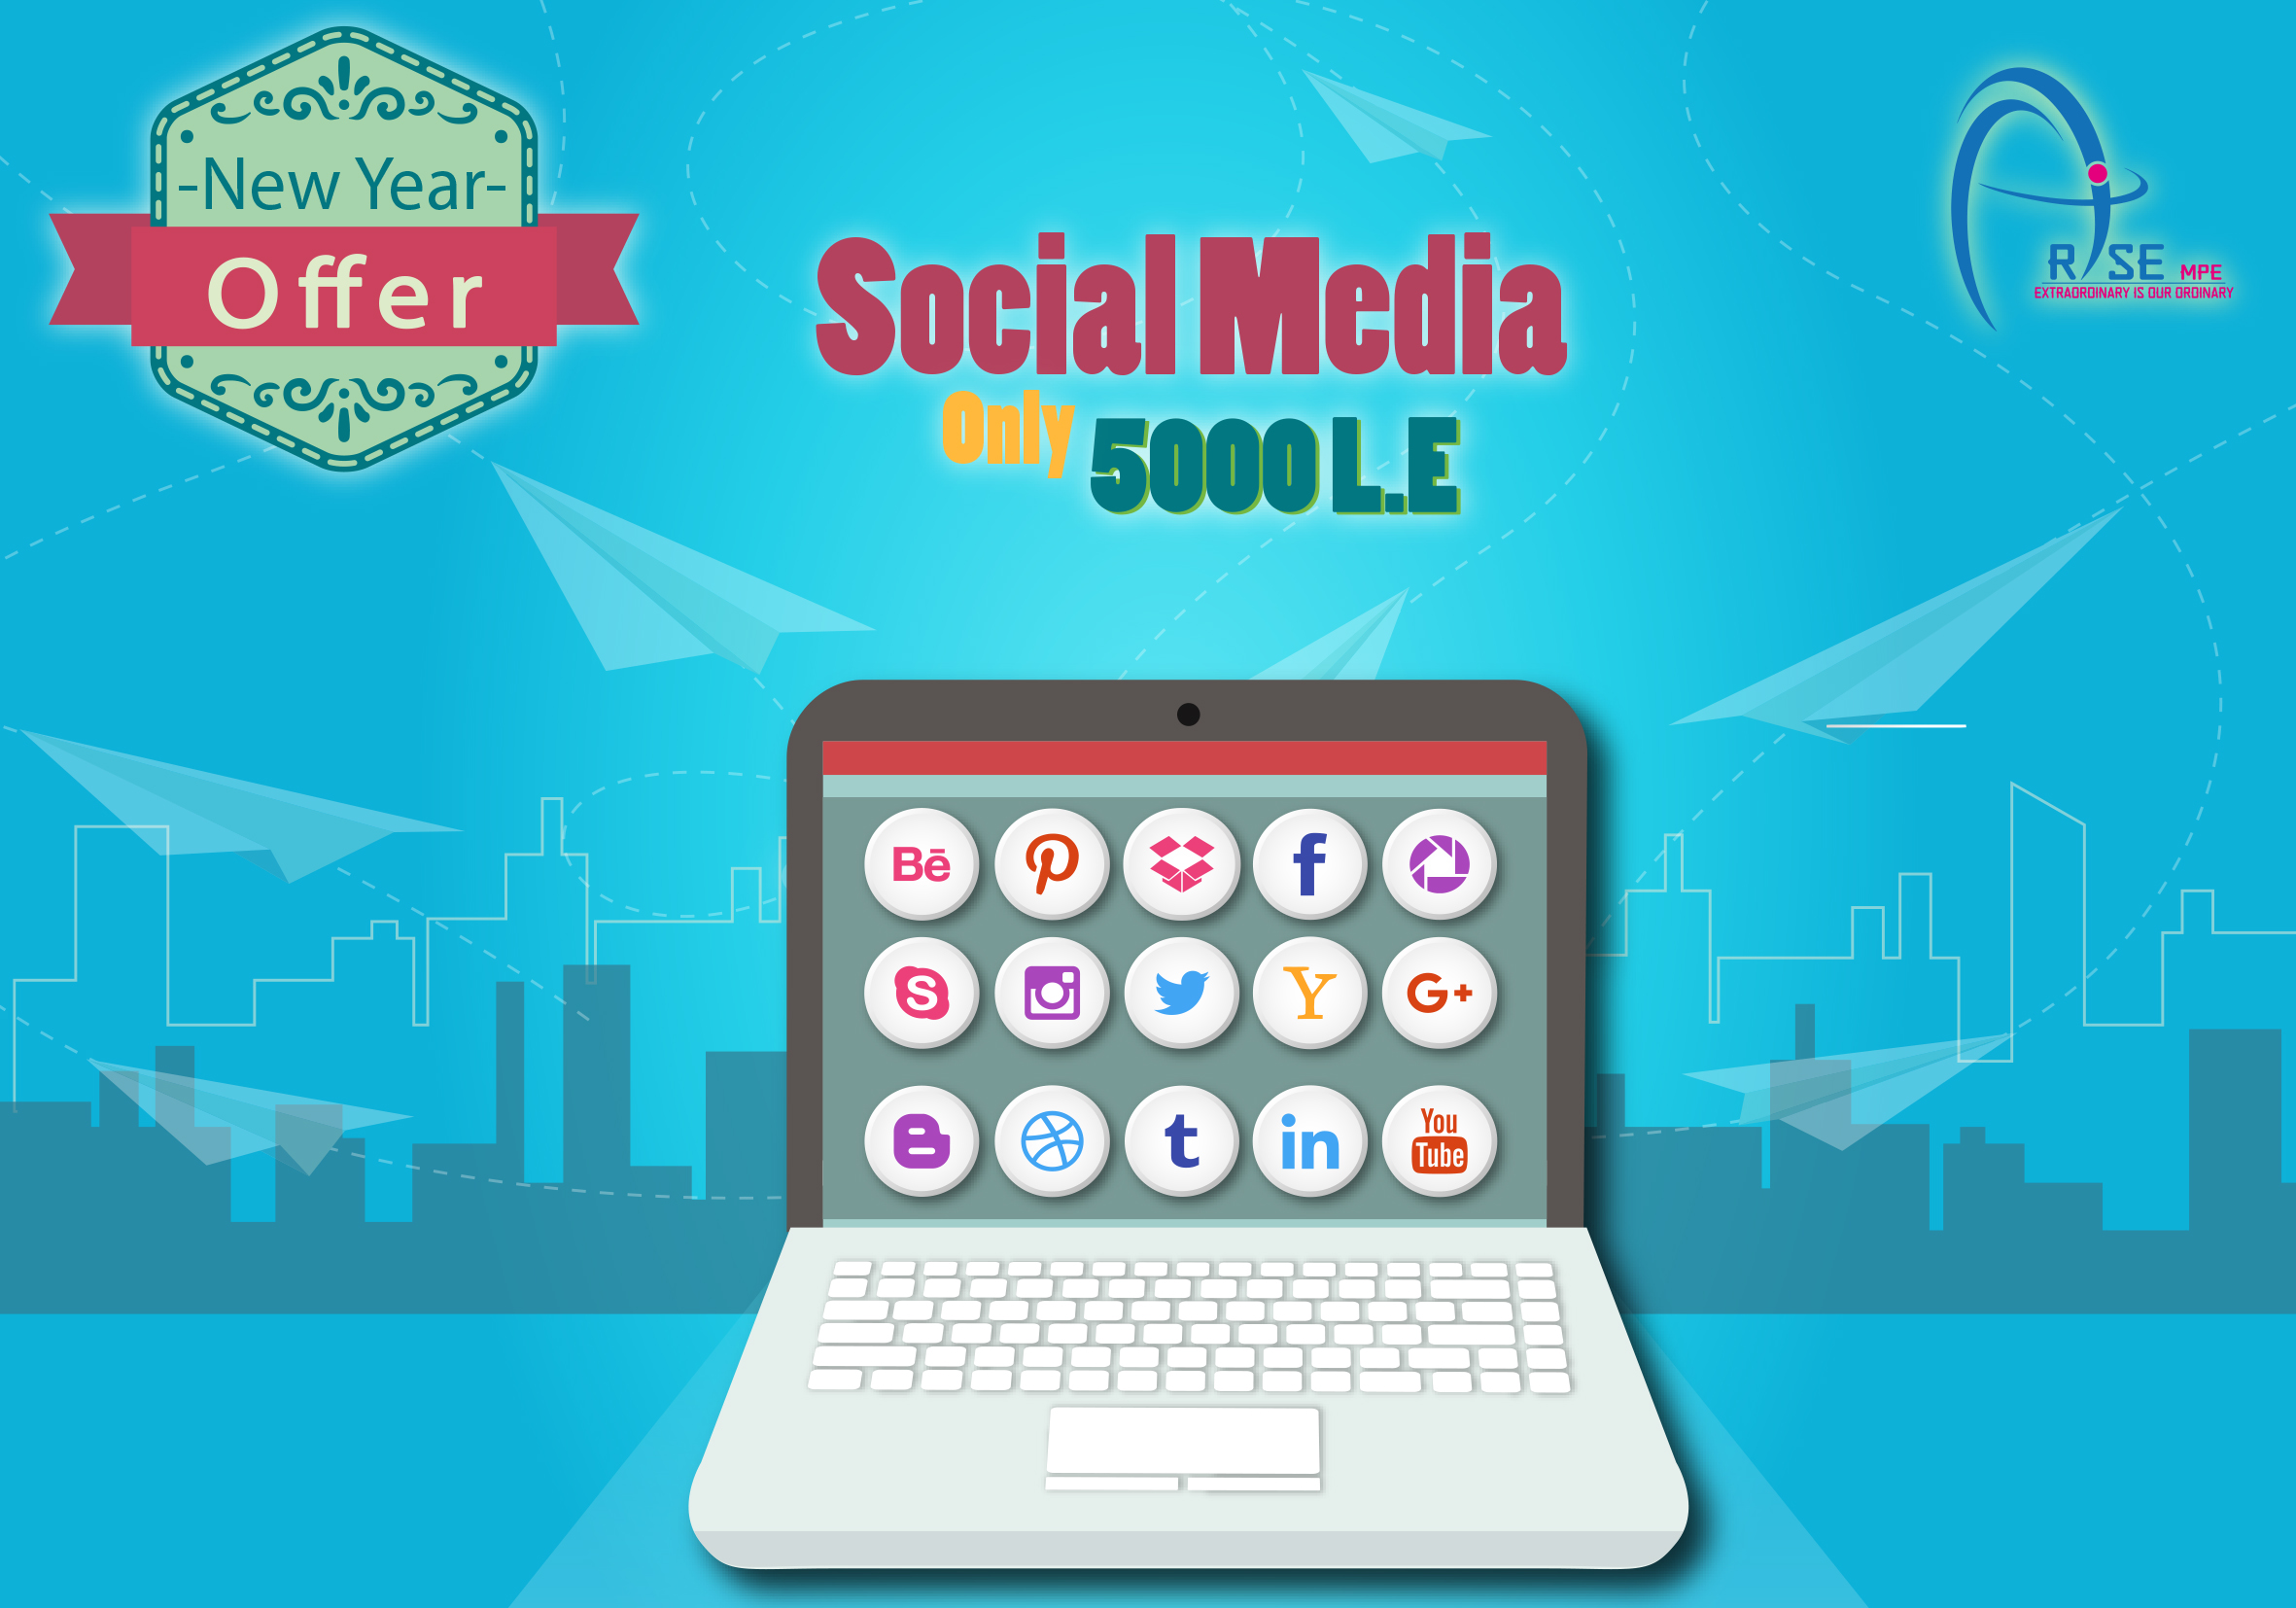 -New Year-
Offer
Social Media
Only
5000 L.E
RISE MPE
EXTRAORDINARY IS OUR ORDINARY
Bē
f
S
Y
G+
B
t
in
You
Tube